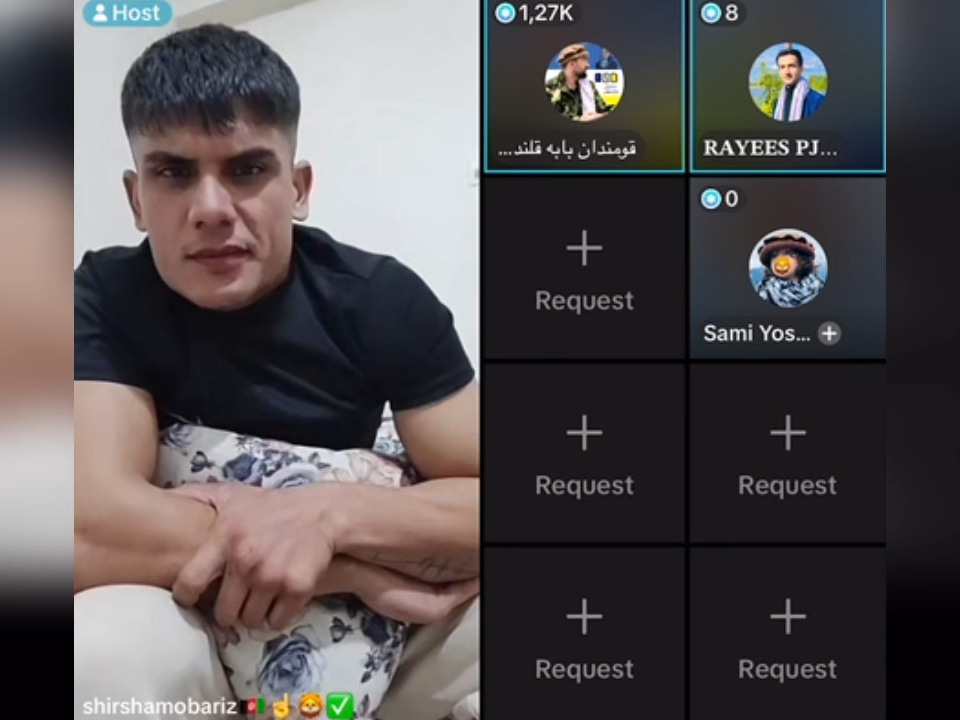 Host
shirshamobariz🇦🇫☝️🦁✅
1,27K
قومندان بابه قلند...
8
RAYEES PJ...
Request
0
Sami Yos...
Request
Request
Request
Request